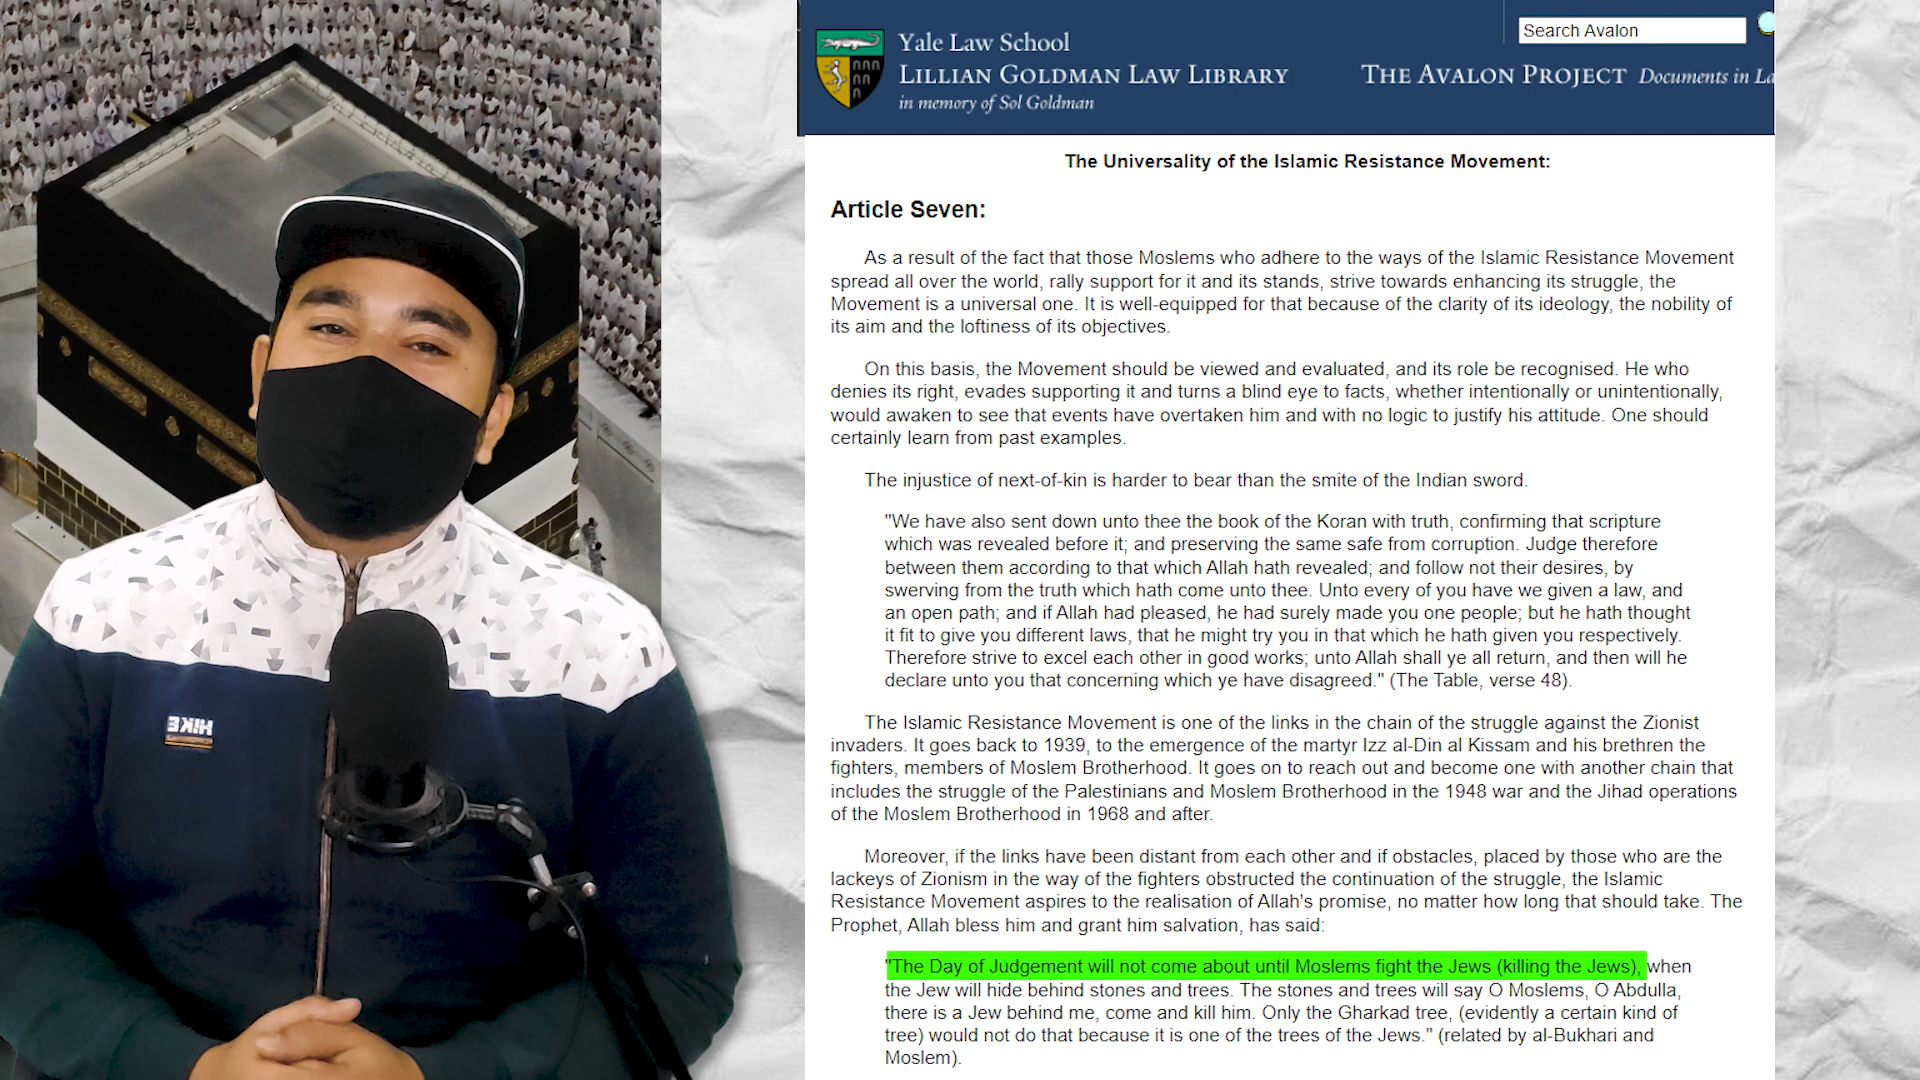 Yale Law School
LILLIAN GOLDMAN LAW LIBRARY
in memory of Sol Goldman
Search Avalon
THE AVALON PROJECT Documents in La
The Universality of the Islamic Resistance Movement:
Article Seven:
As a result of the fact that those Moslems who adhere to the ways of the Islamic Resistance Movement
spread all over the world, rally support for it and its stands, strive towards enhancing its struggle, the
Movement is a universal one. It is well-equipped for that because of the clarity of its ideology, the nobility of
its aim and the loftiness of its objectives.
On this basis, the Movement should be viewed and evaluated, and its role be recognised. He who
denies its right, evades supporting it and turns a blind eye to facts, whether intentionally or unintentionally,
would awaken to see that events have overtaken him and with no logic to justify his attitude. One should
certainly learn from past examples.
The injustice of next-of-kin is harder to bear than the smite of the Indian sword.
"We have also sent down unto thee the book of the Koran with truth, confirming that scripture
which was revealed before it; and preserving the same safe from corruption. Judge therefore
between them according to that which Allah hath revealed; and follow not their desires, by
swerving from the truth which hath come unto thee. Unto every of you have we given a law, and
an open path; and if Allah had pleased, he had surely made you one people; but he hath thought
it fit to give you different laws, that he might try you in that which he hath given you respectively.
Therefore strive to excel each other in good works; unto Allah shall ye all return, and then will he
declare unto you that concerning which ye have disagreed." (The Table, verse 48).
The Islamic Resistance Movement is one of the links in the chain of the struggle against the Zionist
invaders. It goes back to 1939, to the emergence of the martyr Izz al-Din al Kissam and his brethren the
fighters, members of Moslem Brotherhood. It goes on to reach out and become one with another chain that
includes the struggle of the Palestinians and Moslem Brotherhood in the 1948 war and the Jihad operations
of the Moslem Brotherhood in 1968 and after.
Moreover, if the links have been distant from each other and if obstacles, placed by those who are the
lackeys of Zionism in the way of the fighters obstructed the continuation of the struggle, the Islamic
Resistance Movement aspires to the realisation of Allah's promise, no matter how long that should take. The
Prophet, Allah bless him and grant him salvation, has said:
"The Day of Judgement will not come about until Moslems fight the Jews (killing the Jews), when
the Jew will hide behind stones and trees. The stones and trees will say O Moslems, O Abdulla,
there is a Jew behind me, come and kill him. Only the Gharkad tree, (evidently a certain kind of
tree) would not do that because it is one of the trees of the Jews." (related by al-Bukhari and
Moslem).
HIKE